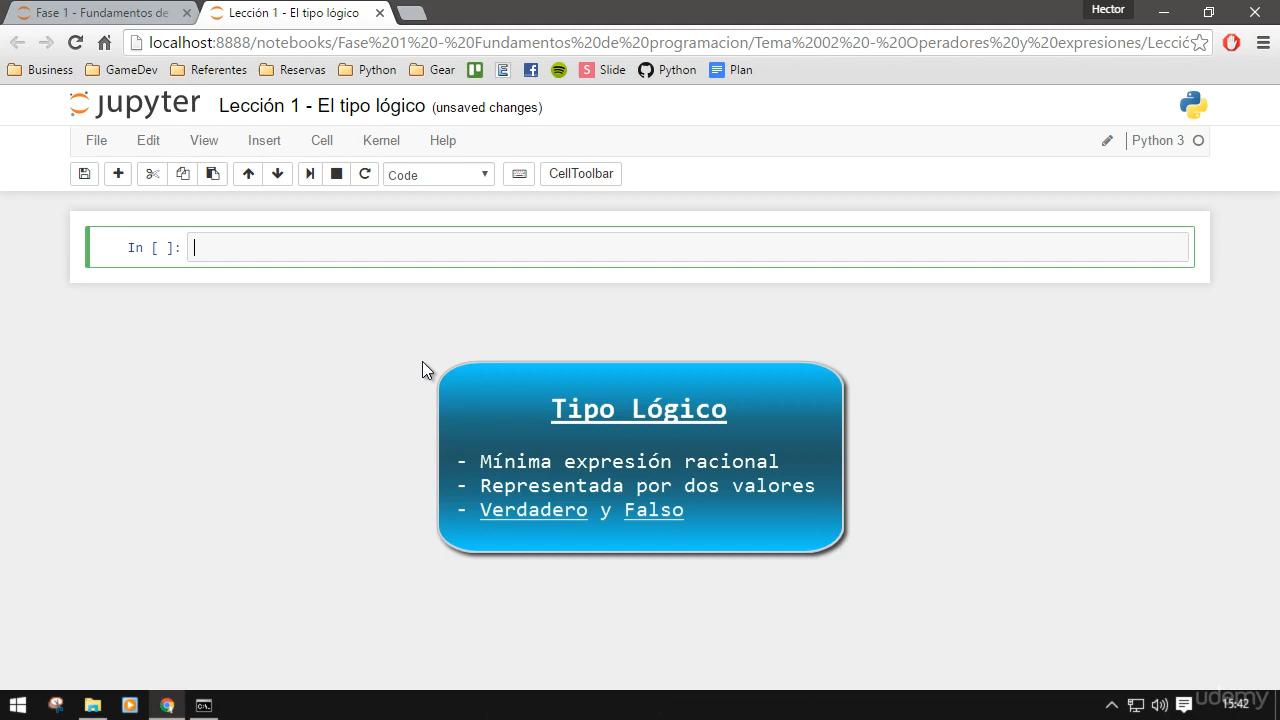 Fase 1 - Fundamentos de
Lección 1 - El tipo lógico
Hector
localhost:8888/notebooks/Fase%201%20-%20Fundamentos%20de%20programacion/Tema%2002%20-%20Operadores%20y%20expresiones/Lecció
Business GameDev Referentes Reservas Python Gear Slide Python Plan
jupyter Lección 1 - El tipo lógico (unsaved changes)
File Edit View Insert Cell Kernel Help Python 3
Code CellToolbar
In [ ]:
Tipo Lógico
- Mínima expresión racional
- Representada por dos valores
- Verdadero y Falso
udemy
15:42